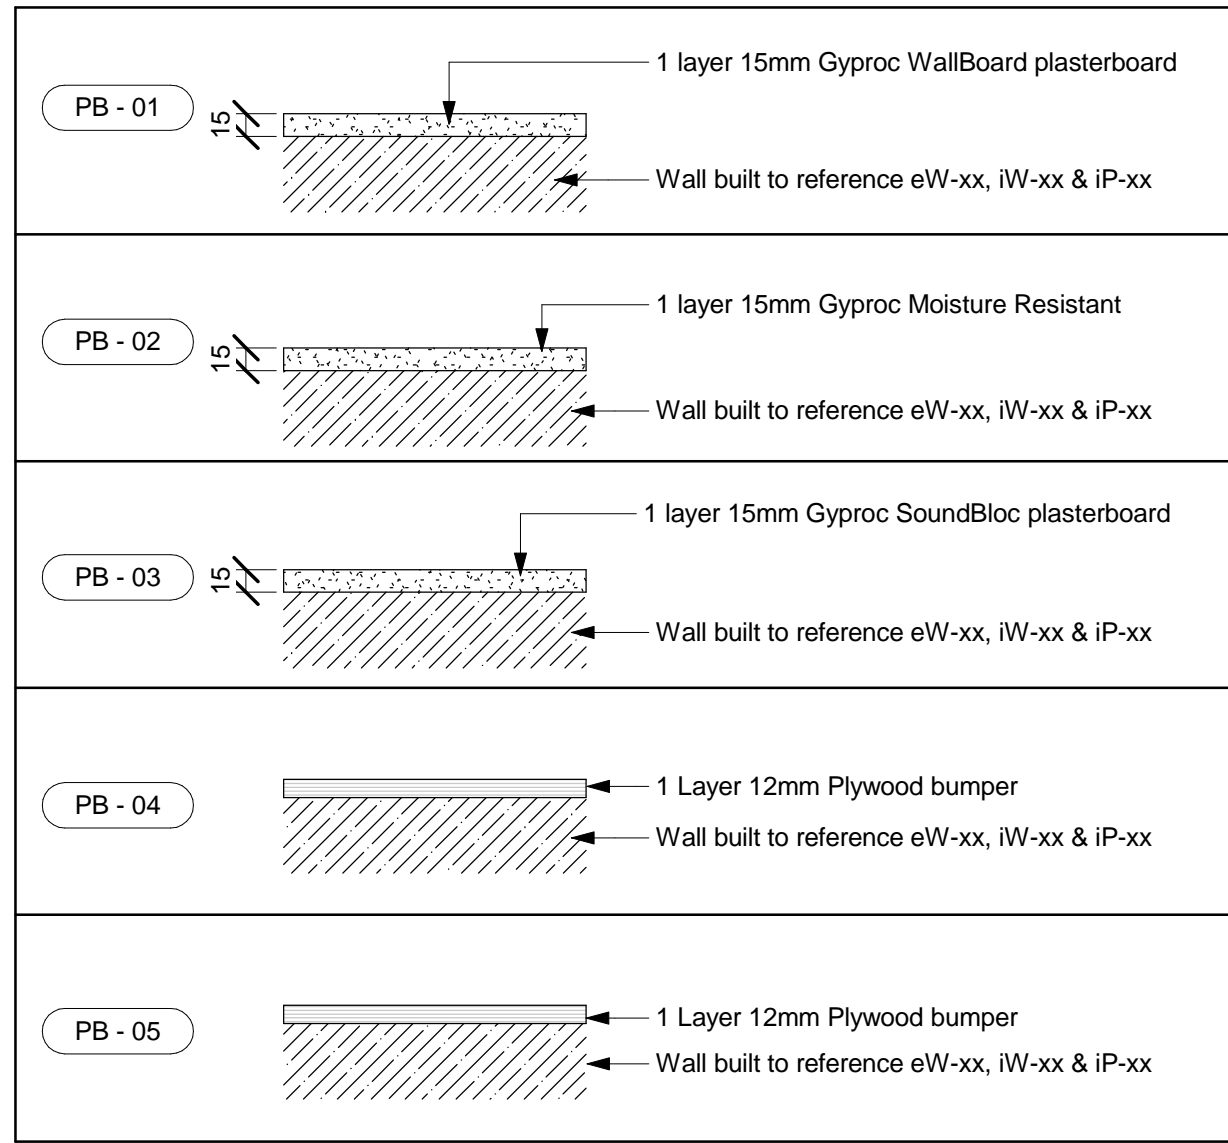 1 layer 15mm Gyproc WallBoard plasterboard
PB - 01
15
Wall built to reference eW-xx, iW-xx & iP-xx
1 layer 15mm Gyproc Moisture Resistant
PB - 02
15
Wall built to reference eW-xx, iW-xx & iP-xx
1 layer 15mm Gyproc SoundBloc plasterboard
PB - 03
15
Wall built to reference eW-xx, iW-xx & iP-xx
1 Layer 12mm Plywood bumper
PB - 04
Wall built to reference eW-xx, iW-xx & iP-xx
1 Layer 12mm Plywood bumper
PB - 05
Wall built to reference eW-xx, iW-xx & iP-xx